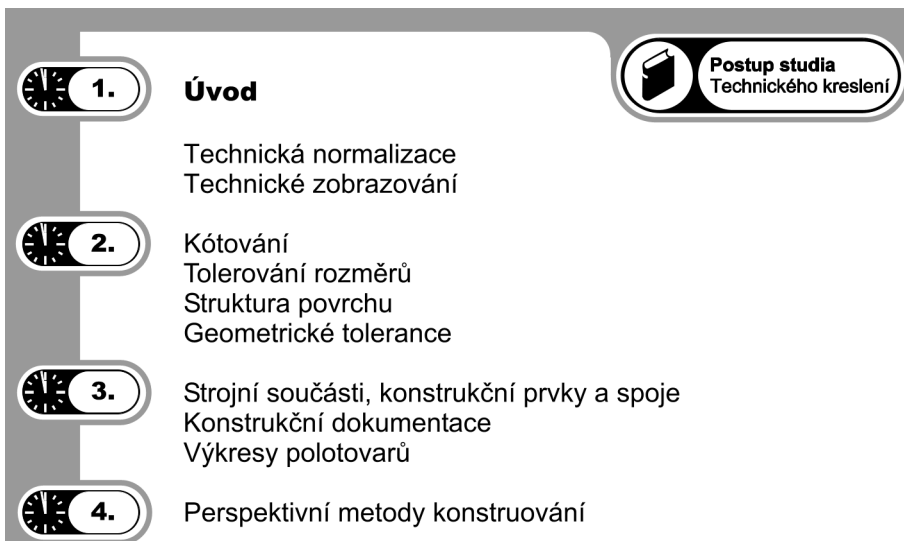 Postup studia
Technického kreslení
1. Úvod
Technická normalizace
Technické zobrazování
2. Kótování
Tolerování rozměrů
Struktura povrchu
Geometrické tolerance
3. Strojní součásti, konstrukční prvky a spoje
Konstrukční dokumentace
Výkresy polotovarů
4. Perspektivní metody konstruování